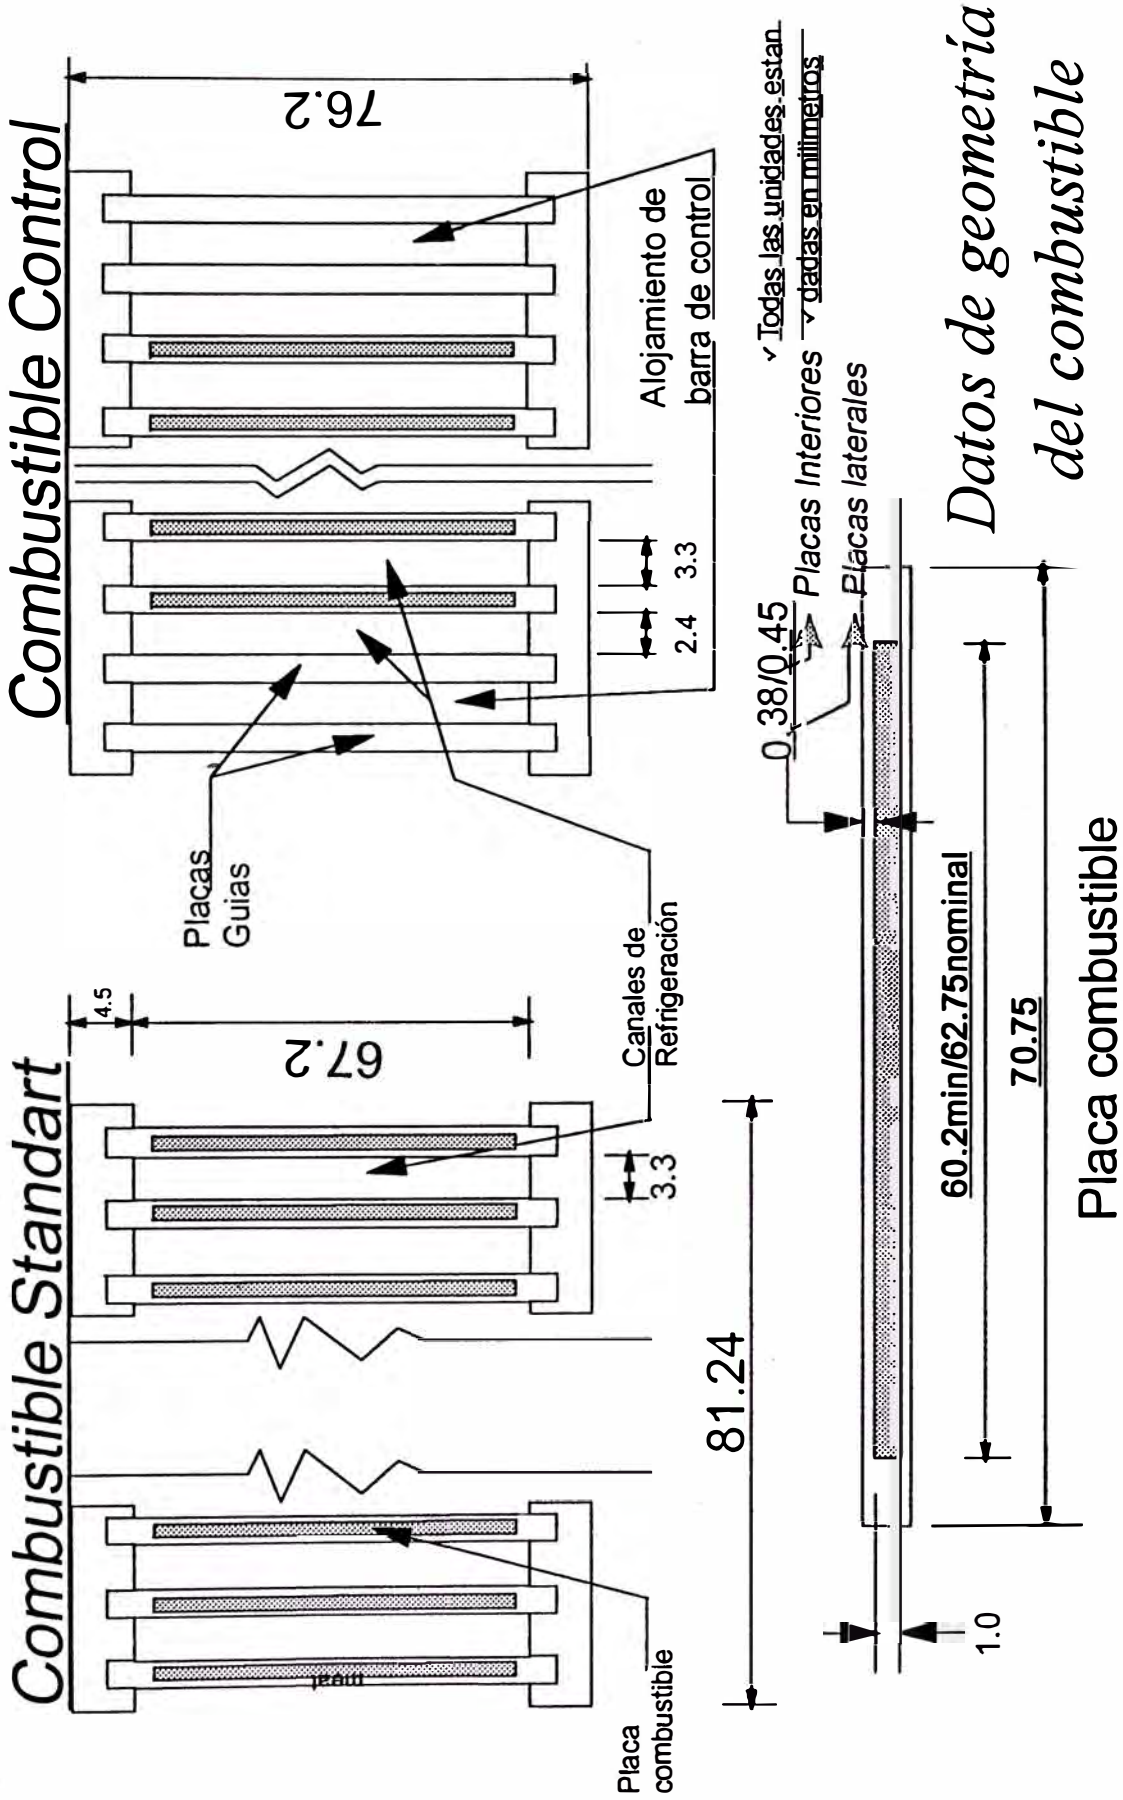 Combustible Standart
Combustible Control
4.5
67.2
76.2
Placas
Guias
Canales de
Refrigeración
3.3
2.4
3.3
Alojamiento de
barra de control
Placa
combustible
meat
81.24
✓ Todas las unidades estan
✓ dadas en milimetros
0.38/0.45
Placas Interiores
Placas laterales
60.2min/62.75nominal
70.75
1.0
Placa combustible
Datos de geometría
del combustible